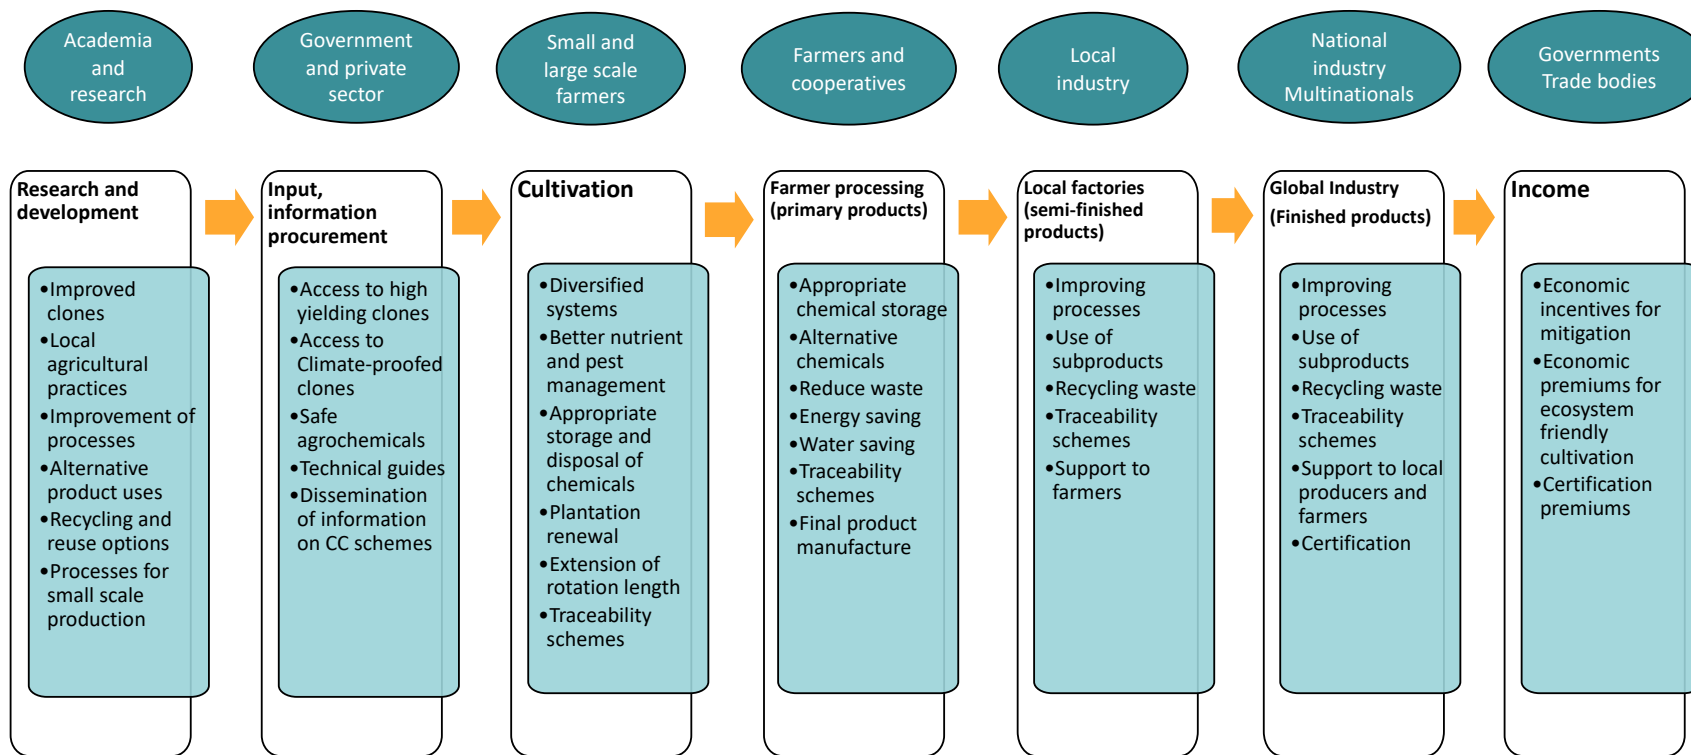 Academia
and
research
Government
and private
sector
Small and
large scale
farmers
Farmers and
cooperatives
Local
industry
National
industry
Multinationals
Governments
Trade bodies
Research and
development
•Improved
clones
•Local
agricultural
practices
•Improvement of
processes
•Alternative
product uses
•Recycling and
reuse options
•Processes for
small scale
production
Input,
information
procurement
•Access to high
yielding clones
•Access to
Climate-proofed
clones
•Safe
agrochemicals
•Technical guides
•Dissemination
of information
on CC schemes
Cultivation
•Diversified
systems
•Better nutrient
and pest
management
•Appropriate
storage and
disposal of
chemicals
•Plantation
renewal
•Extension of
rotation length
•Traceability
schemes
Farmer processing
(primary products)
•Appropriate
chemical storage
•Alternative
chemicals
•Reduce waste
•Energy saving
•Water saving
•Traceability
schemes
•Final product
manufacture
Local factories
(semi-finished
products)
•Improving
processes
•Use of
subproducts
•Recycling waste
•Traceability
schemes
•Support to
farmers
Global Industry
(Finished products)
•Improving
processes
•Use of
subproducts
•Recycling waste
•Traceability
schemes
•Support to local
producers and
farmers
•Certification
Income
•Economic
incentives for
mitigation
•Economic
premiums for
ecosystem
friendly
cultivation
•Certification
premiums